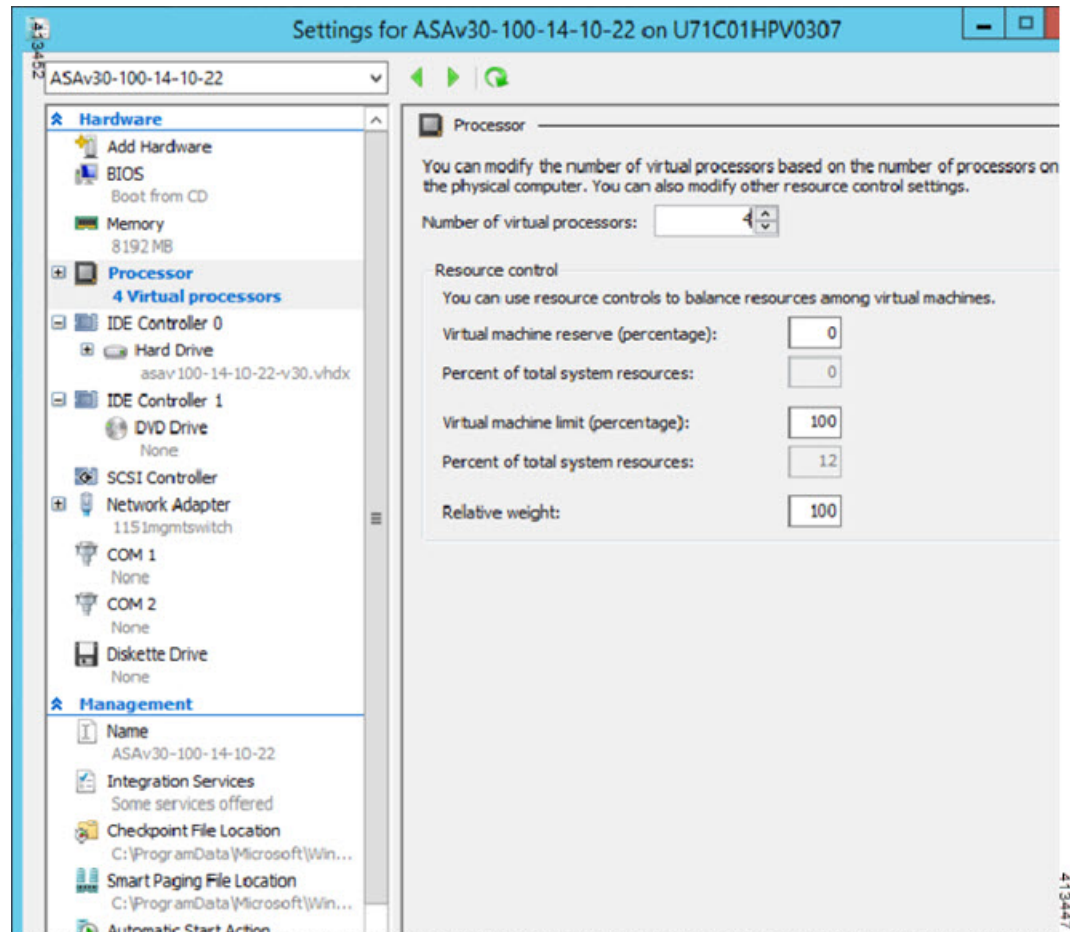 Settings for ASAv30-100-14-10-22 on U71C01HPV0307
413452
ASAv30-100-14-10-22
Hardware
Add Hardware
BIOS
Boot from CD
Memory
8192 MB
Processor
4 Virtual processors
IDE Controller 0
Hard Drive
asav100-14-10-22-v30.vhdx
IDE Controller 1
DVD Drive
None
SCSI Controller
Network Adapter
1151mgmtswitch
COM 1
None
COM 2
None
Diskette Drive
None
Management
Name
ASAv30-100-14-10-22
Integration Services
Some services offered
Checkpoint File Location
C:\ProgramData\Microsoft\Win...
Smart Paging File Location
C:\ProgramData\Microsoft\Win...
Automatic Start Action
Processor
You can modify the number of virtual processors based on the number of processors on
the physical computer. You can also modify other resource control settings.
Number of virtual processors: 4
Resource control
You can use resource controls to balance resources among virtual machines.
Virtual machine reserve (percentage): 0
Percent of total system resources: 0
Virtual machine limit (percentage): 100
Percent of total system resources: 12
Relative weight: 100
413447